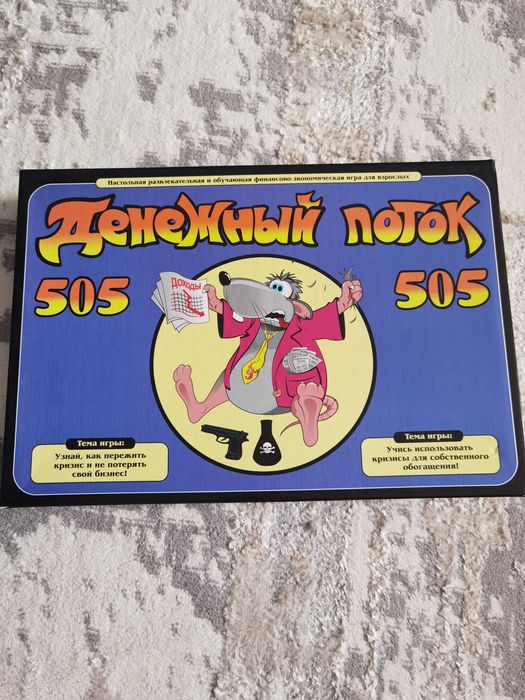 Настольная развлекательная и обучающая финансово-экономическая игра для взрослых
Денежный поток
505
505
ДОХОДЫ
Тема игры:
Узнай, как пережить
кризис и не потерять
свой бизнес!
Тема игры:
Учись использовать
кризисы для собственного
обогащения!